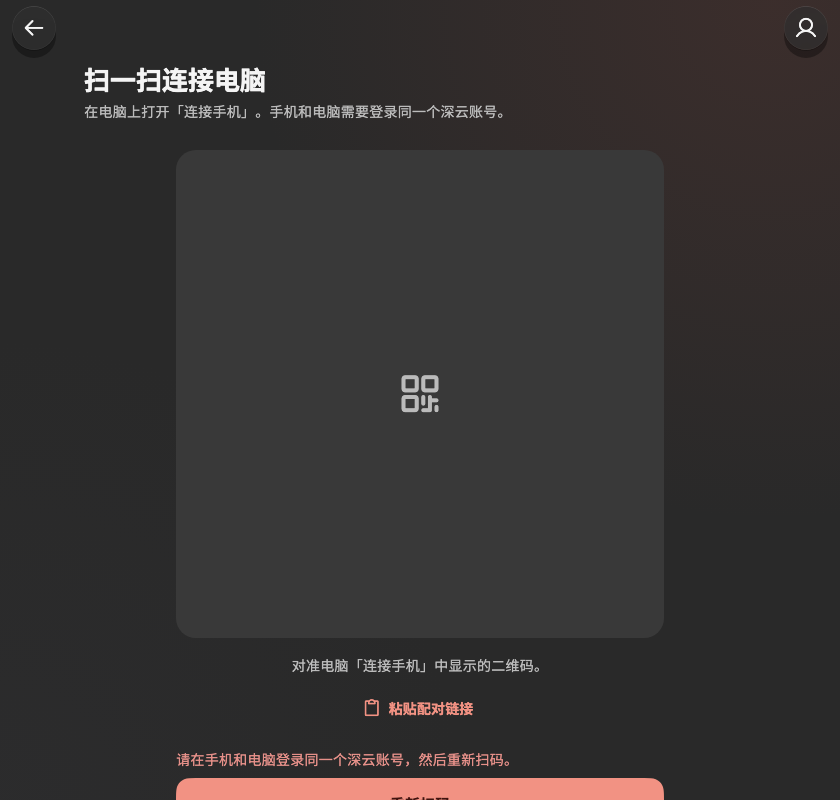 扫一扫连接电脑
在电脑上打开「连接手机」。手机和电脑需要登录同一个深云账号。
对准电脑「连接手机」中显示的二维码。
粘贴配对链接
请在手机和电脑登录同一个深云账号，然后重新扫码。